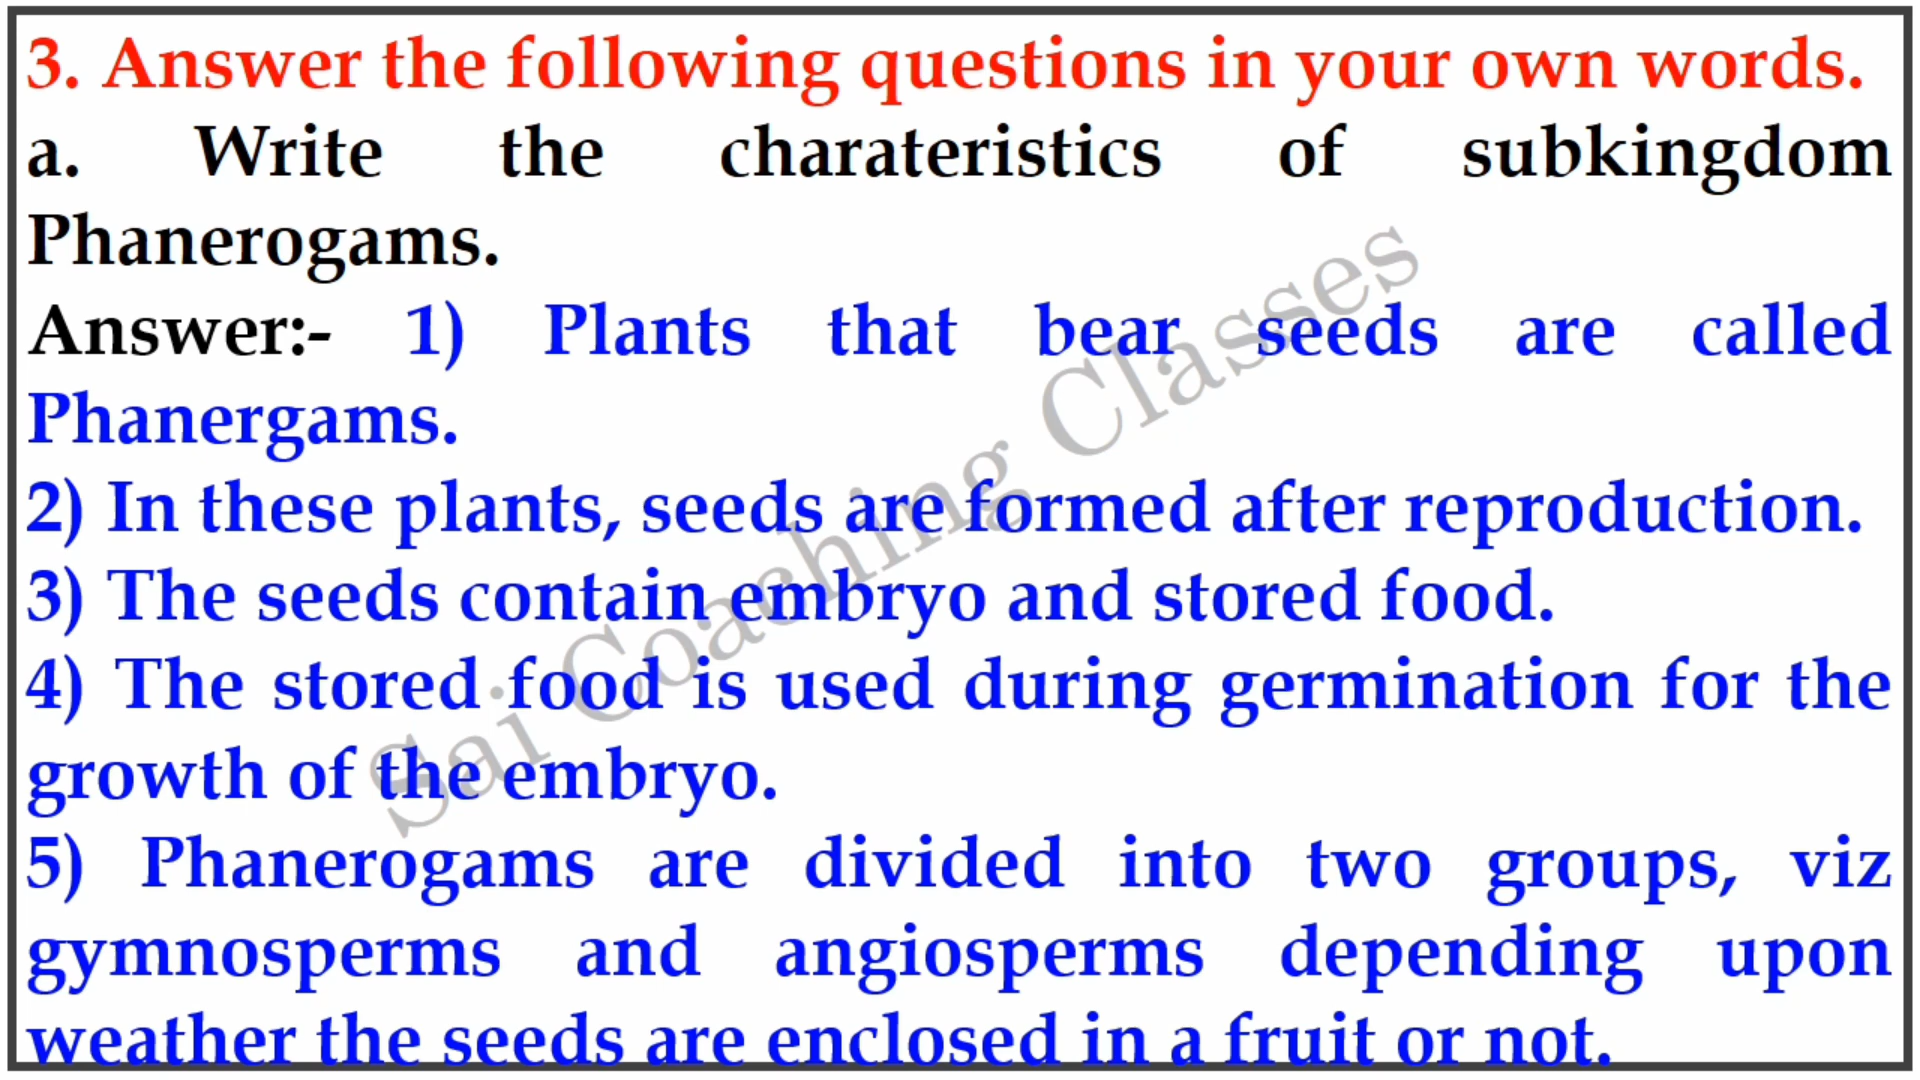 3. Answer the following questions in your own words.
a. Write the charateristics of subkingdom
Phanerogams.
Answer:- 1) Plants that bear seeds are called
Phanergams.
2) In these plants, seeds are formed after reproduction.
3) The seeds contain embryo and stored food.
4) The stored food is used during germination for the
growth of the embryo.
5) Phanerogams are divided into two groups, viz
gymnosperms and angiosperms depending upon
weather the seeds are enclosed in a fruit or not.
Sai Coaching Classes